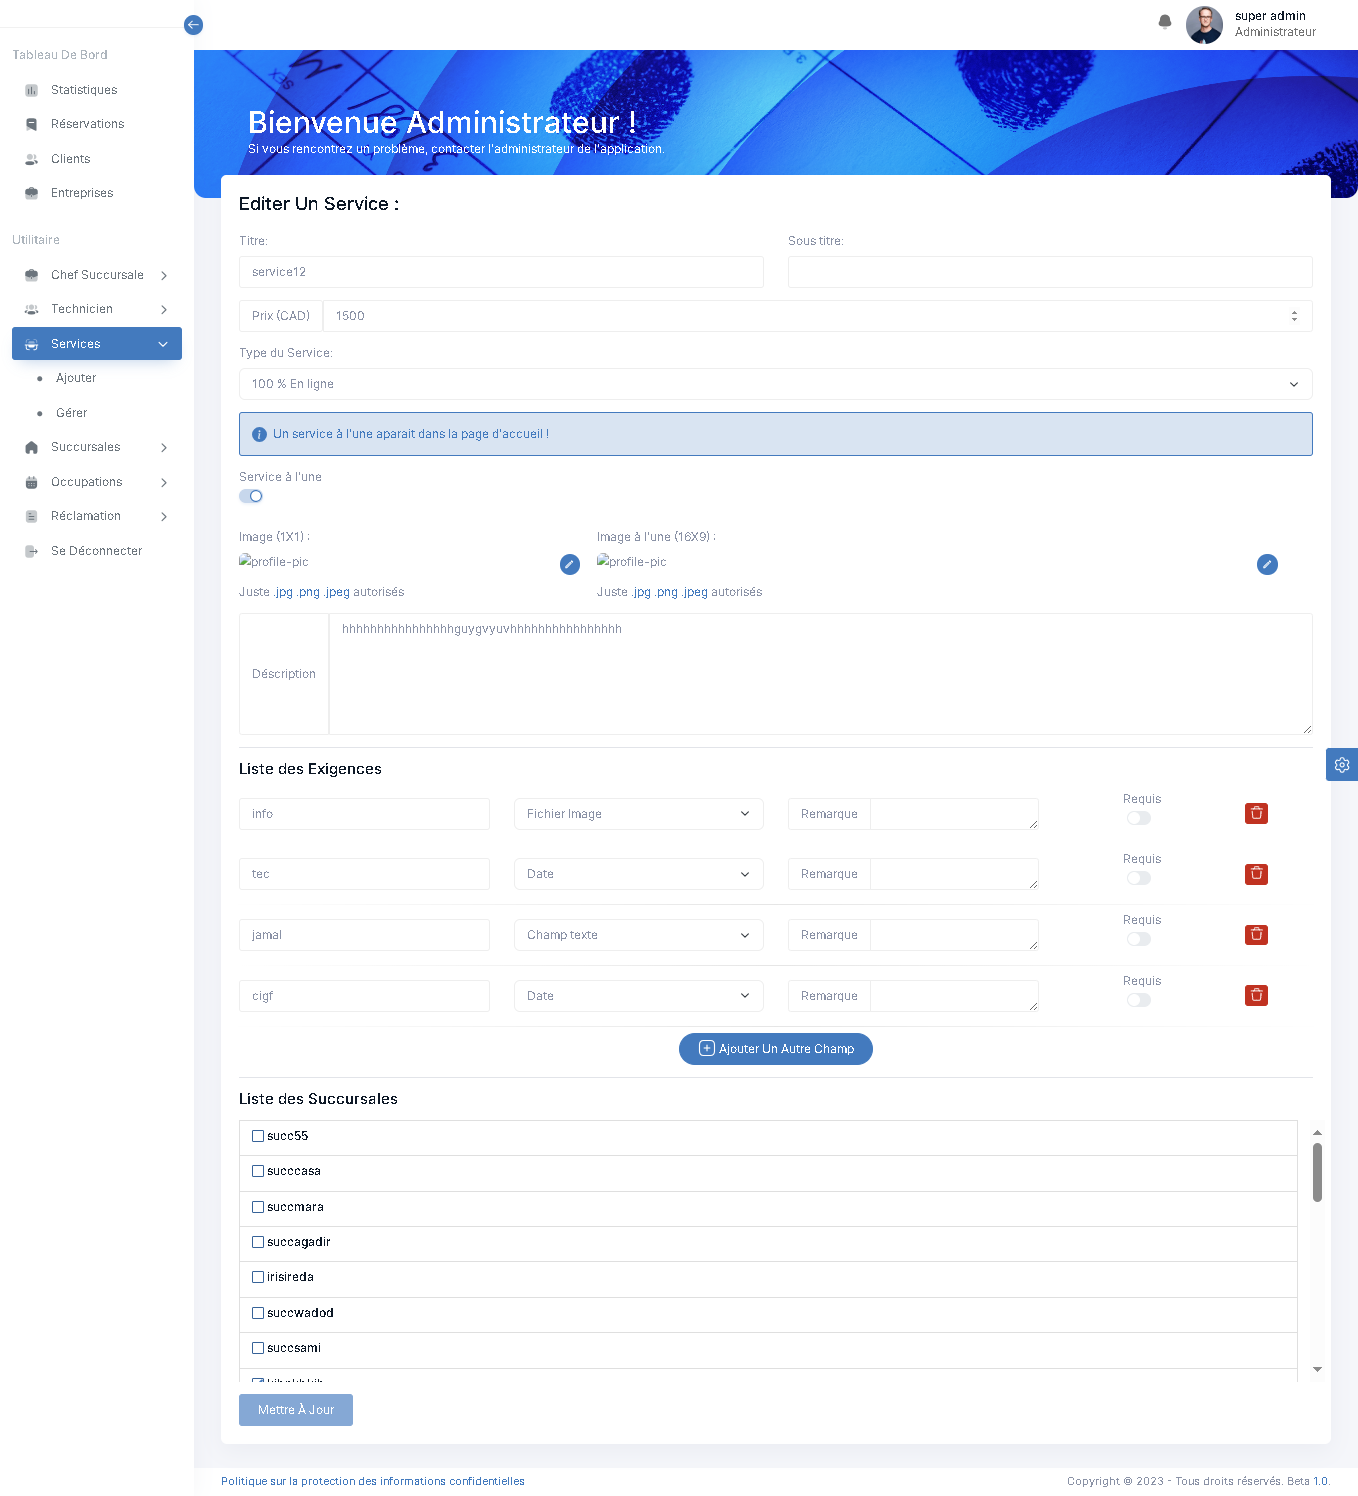 super admin
Administrateur
Tableau De Bord
Statistiques
Réservations
Clients
Entreprises
Utilitaire
Chef Succursale
Technicien
Services
Ajouter
Gérer
Succursales
Occupations
Réclamation
Se Déconnecter
Bienvenue Administrateur !
Si vous rencontrez un problème, contacter l'administrateur de l'application.
Editer Un Service :
Titre:
Sous titre:
service12
Prix (CAD)
1500
Type du Service:
100 % En ligne
Un service à l'une aparait dans la page d'accueil !
Service à l'une
Image (1X1) :
Image à l'une (16X9) :
profile-pic
profile-pic
Juste .jpg .png .jpeg autorisés
Juste .jpg .png .jpeg autorisés
Déscription
hhhhhhhhhhhhhhhhguygvyuvhhhhhhhhhhhhhhhh
Liste des Exigences
info
Fichier Image
Remarque
Requis
tec
Date
Remarque
Requis
jamal
Champ texte
Remarque
Requis
cigf
Date
Remarque
Requis
Ajouter Un Autre Champ
Liste des Succursales
succ55
succcasa
succmara
succagadir
irisireda
succwadod
succsami
Mettre À Jour
Politique sur la protection des informations confidentielles
Copyright © 2023 - Tous droits réservés. Beta 1.0.